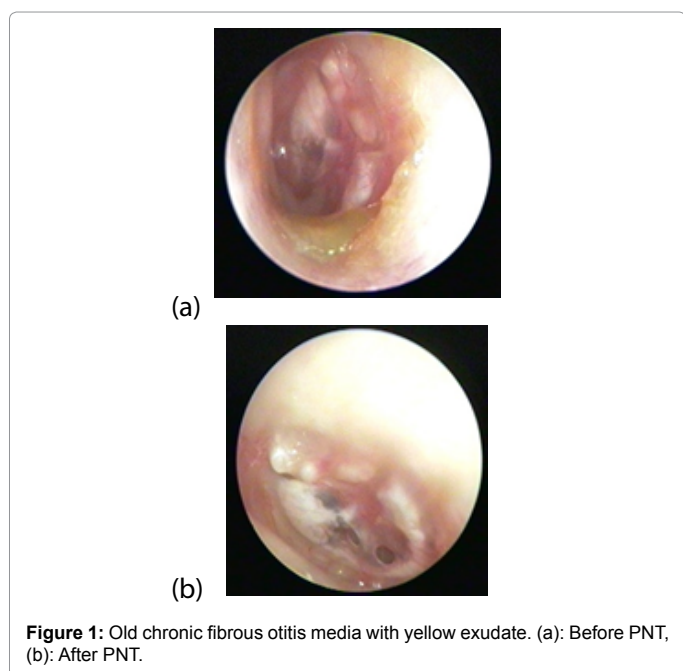 (a)
(b)
Figure 1: Old chronic fibrous otitis media with yellow exudate. (a): Before PNT,
(b): After PNT.